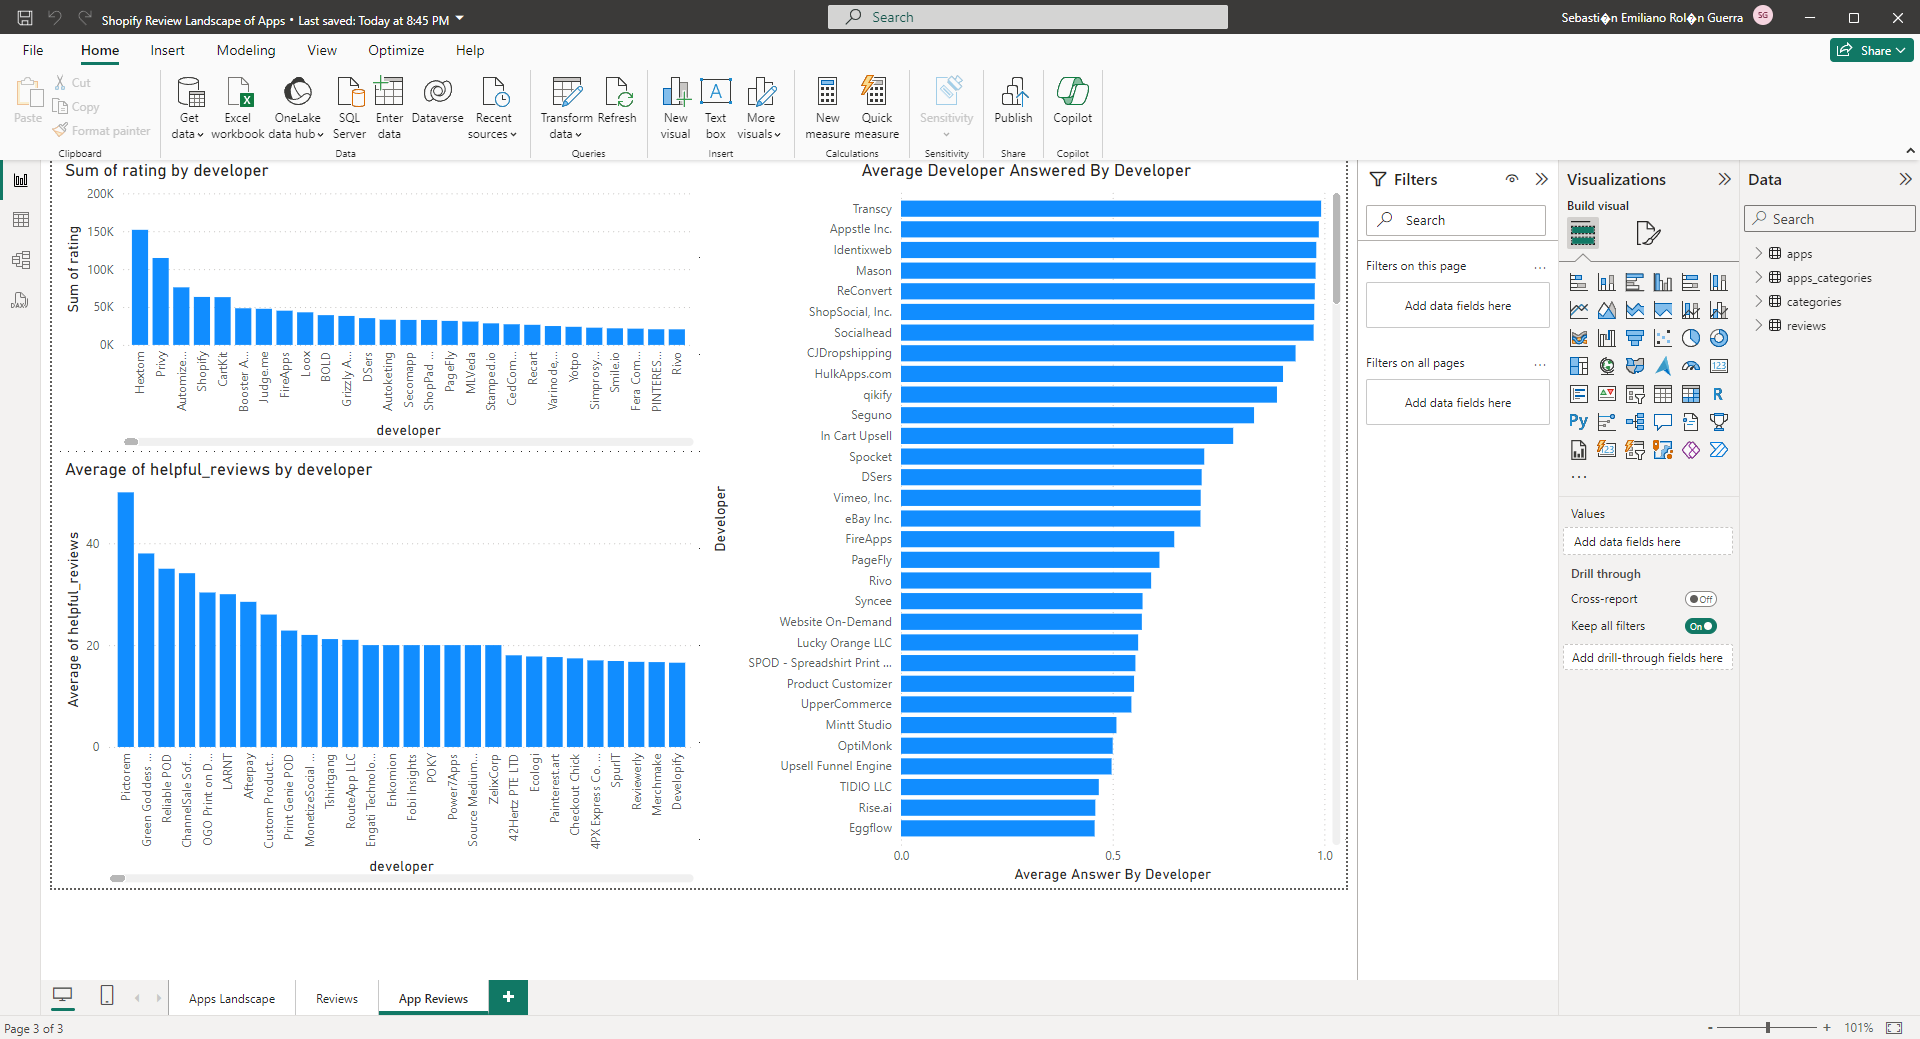 Shopify Review Landscape of Apps • Last saved: Today at 8:45 PM
Search
Sebasti�n Emiliano Rol�n Guerra
SG
File
Home
Insert
Modeling
View
Optimize
Help
Share
Paste
Cut
Copy
Format painter
Clipboard
Get data
Excel workbook
OneLake data hub
SQL Server
Enter data
Dataverse
Recent sources
Data
Transform data
Refresh
Queries
New visual
Text box
More visuals
Insert
New measure
Quick measure
Calculations
Sensitivity
Sensitivity
Publish
Share
Copilot
Copilot
Sum of rating by developer
Sum of rating
200K
150K
100K
50K
0K
Hextom
Privy
Automize...
Shopify
CartKit
Booster A...
Judge.me
FireApps
Loox
BOLD
Grizzly A...
DSers
Autoketing
Secomapp
ShopPad ...
PageFly
MLVeda
Stamped.io
CedCom...
Recart
Varinode,...
Yotpo
Simprosy...
Smile.io
Fera Com...
PINTERES...
Rivo
developer
Average of helpful_reviews by developer
Average of helpful_reviews
40
20
0
Pictorem
Green Goddess ...
Reliable POD
ChannelSale Sof...
OGO Print on D...
LARNT
Afterpay
Custom Product...
Print Genie POD
MonetizeSocial ...
Tshirtgang
RouteApp LLC
Engati Technolo...
Enkomion
Fobi Insights
POKY
Power7Apps
Source Medium...
ZelixCorp
42Hertz PTE LTD
Ecologi
Painterest.art
Checkout Chick
4PX Express Co. ...
SpurIT
Reviewerly
Merchmake
Developify
developer
Average Developer Answered By Developer
Developer
Transcy
Appstle Inc.
Identixweb
Mason
ReConvert
ShopSocial, Inc.
Socialhead
CJDropshipping
HulkApps.com
qikify
Seguno
In Cart Upsell
Spocket
DSers
Vimeo, Inc.
eBay Inc.
FireApps
PageFly
Rivo
Syncee
Website On-Demand
Lucky Orange LLC
SPOD - Spreadshirt Print ...
Product Customizer
UpperCommerce
Mintt Studio
OptiMonk
Upsell Funnel Engine
TIDIO LLC
Rise.ai
Eggflow
0.0
0.5
1.0
Average Answer By Developer
Filters
Search
Filters on this page
...
Add data fields here
Filters on all pages
...
Add data fields here
Visualizations
Build visual
123
R
Py
123
...
Values
Add data fields here
Drill through
Cross-report
Off
Keep all filters
On
Add drill-through fields here
Data
Search
apps
apps_categories
categories
reviews
DAX
Apps Landscape
Reviews
App Reviews
+
Page 3 of 3
-
+
101%